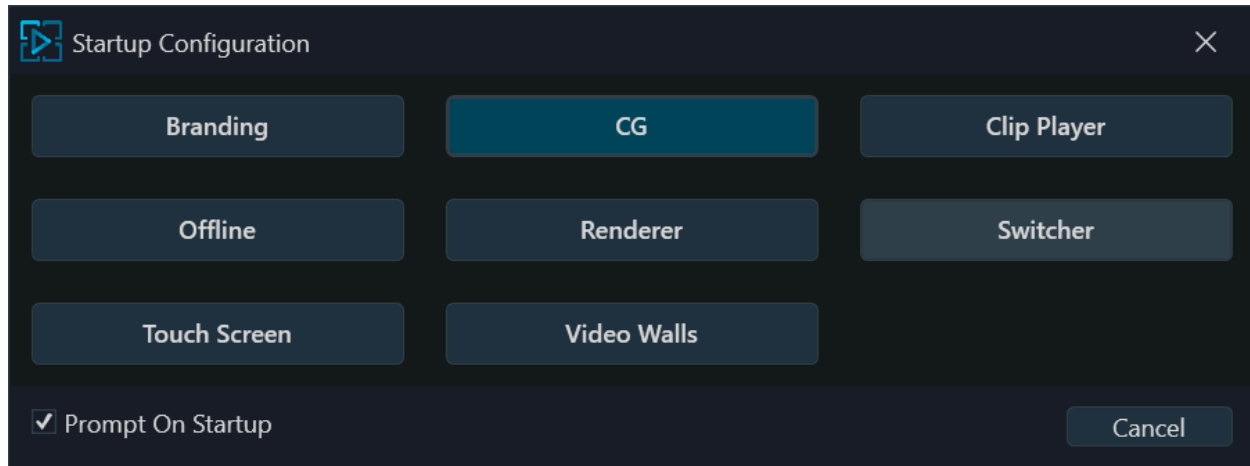 Startup Configuration
Branding
CG
Clip Player
Offline
Renderer
Switcher
Touch Screen
Video Walls
Prompt On Startup
Cancel